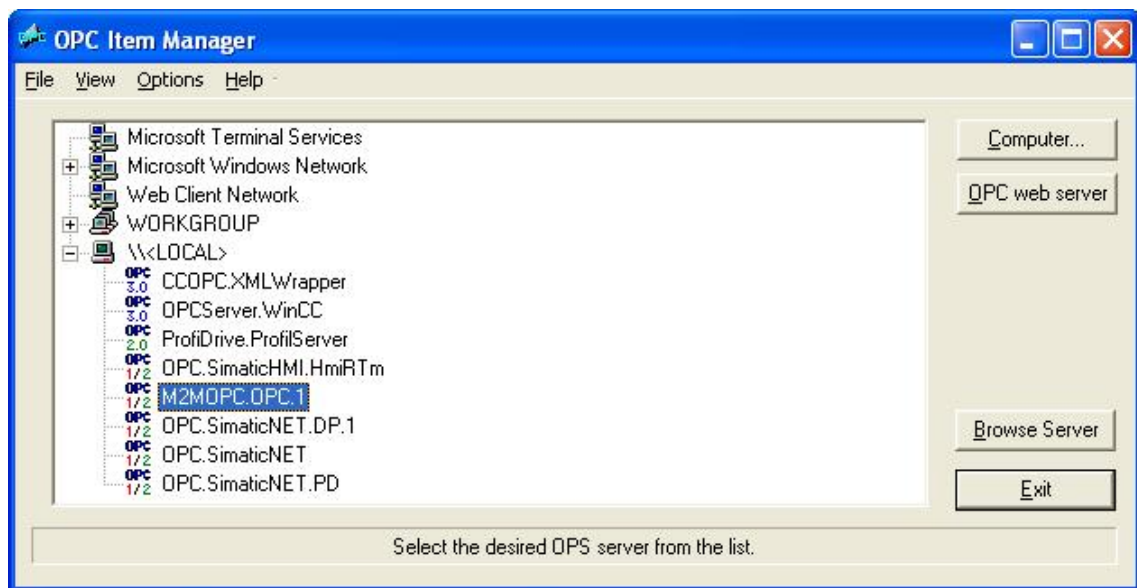 OPC Item Manager
File View Options Help
Microsoft Terminal Services
Microsoft Windows Network
Web Client Network
WORKGROUP
\\<LOCAL>
OPC 3.0 CCOPC.XMLWrapper
OPC 3.0 OPCServer.WinCC
OPC 2.0 ProfiDrive.ProfilServer
OPC 1/2 OPC.SimaticHMI.HmiRTm
OPC 1/2 M2MOPC.OPC.1
OPC 1/2 OPC.SimaticNET.DP.1
OPC 1/2 OPC.SimaticNET
OPC 1/2 OPC.SimaticNET.PD
Computer...
OPC web server
Browse Server
Exit
Select the desired OPS server from the list.